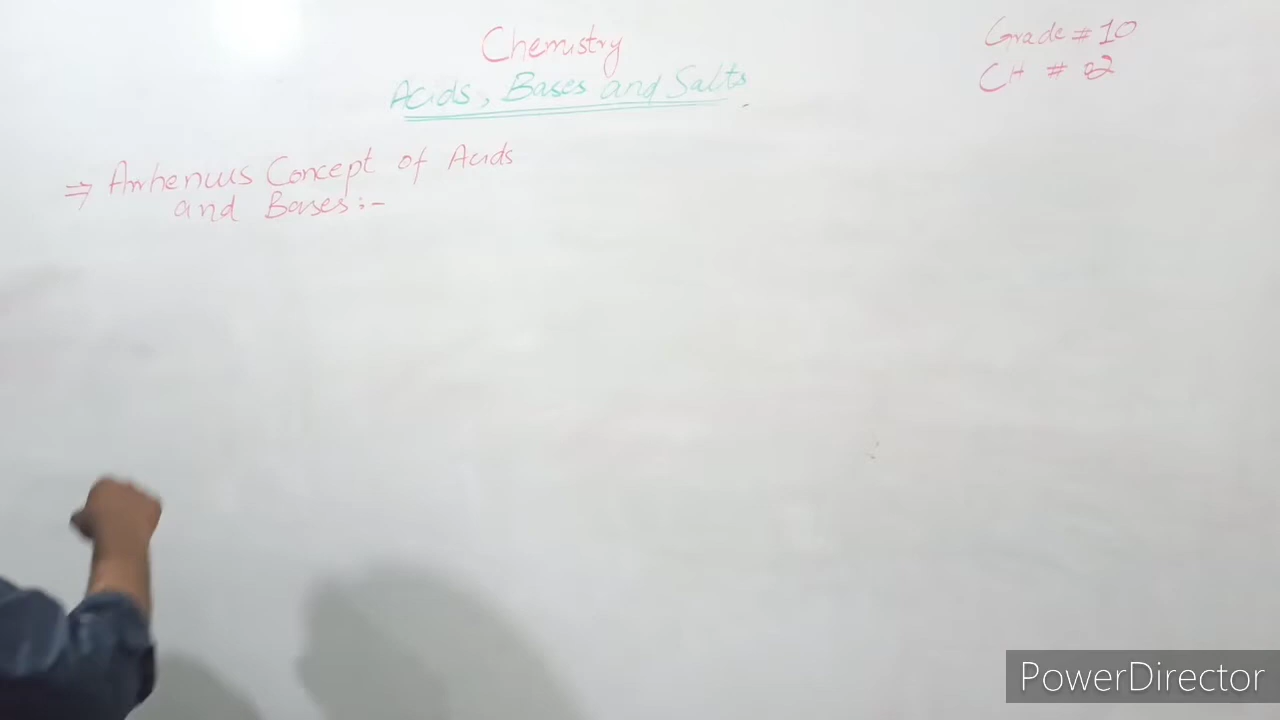 Chemistry
Acids, Bases and Salts
Grade # 10
CH # 02
⇒ Arrhenius Concept of Acids
and Bases:-
PowerDirector